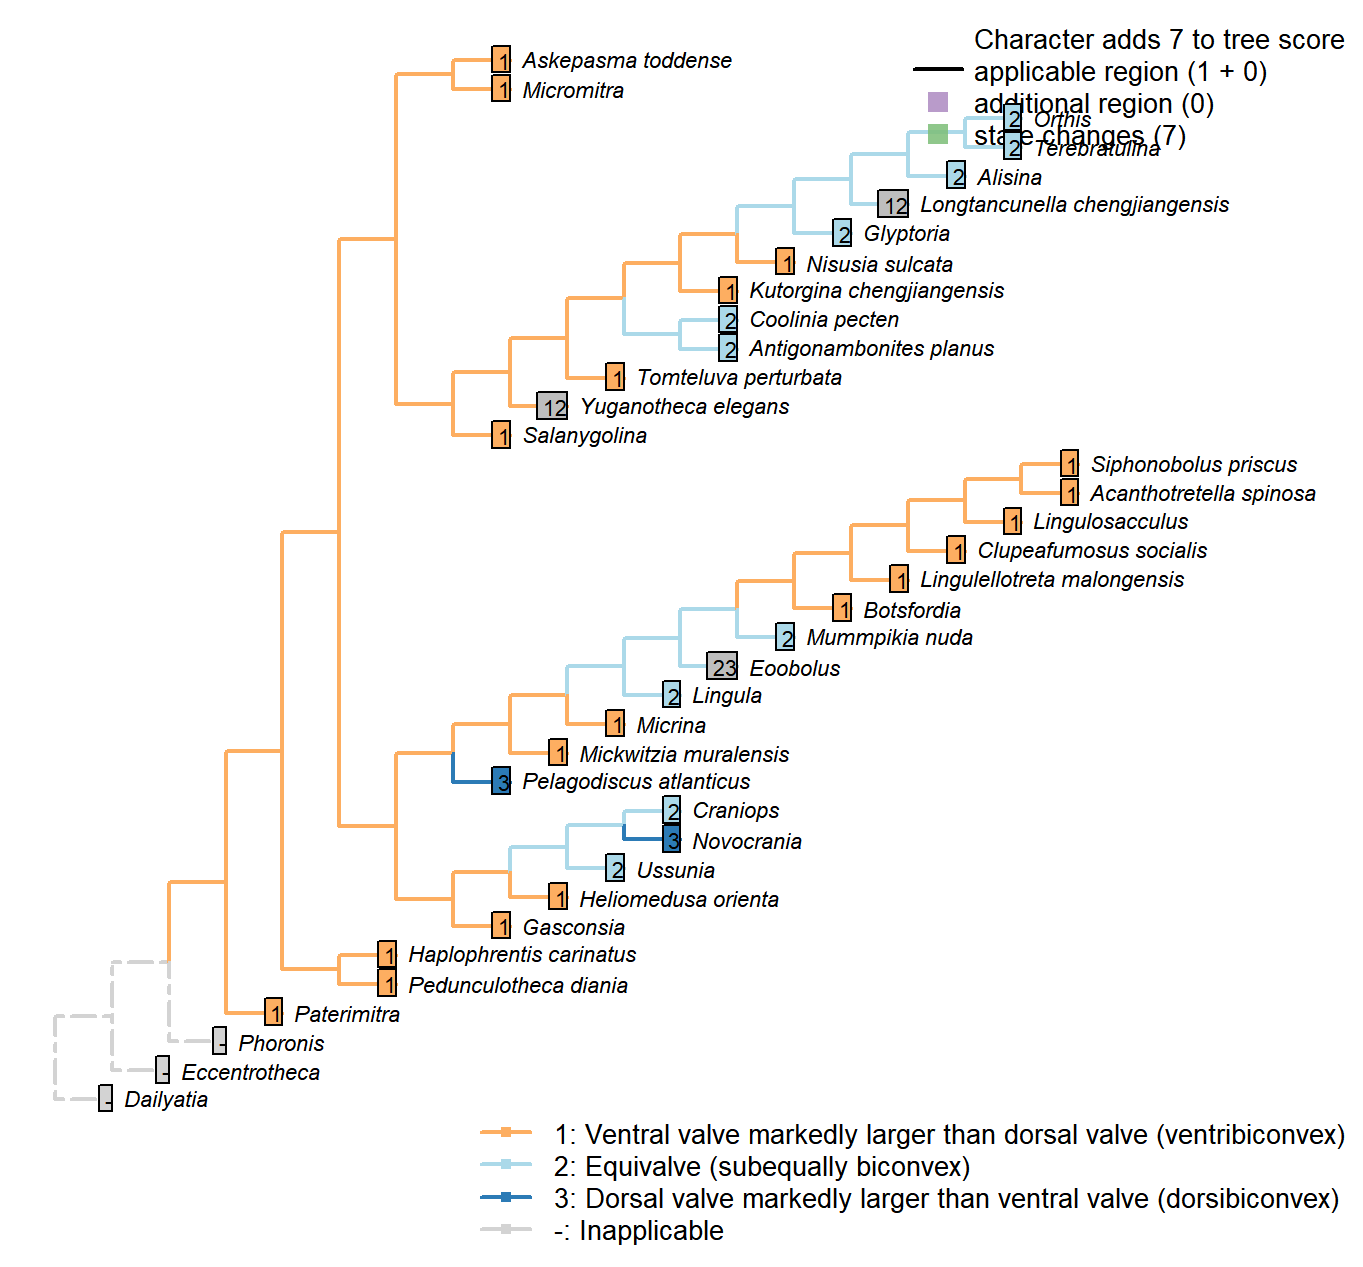 Character adds 7 to tree score
applicable region (1 + 0)
additional region (0)
state changes (7)
1 Askepasma toddense
1 Micromitra
2 Orthis
2 Terebratulina
2 Alisina
12 Longtancunella chengjiangensis
2 Glyptoria
1 Nisusia sulcata
1 Kutorgina chengjiangensis
2 Coolinia pecten
2 Antigonambonites planus
1 Tomteluva perturbata
12 Yuganotheca elegans
1 Salanygolina
1 Siphonobolus priscus
1 Acanthotretella spinosa
1 Lingulosacculus
1 Clupeafumosus socialis
1 Lingulellotreta malongensis
1 Botsfordia
2 Mummpikia nuda
23 Eoobolus
2 Lingula
1 Micrina
1 Mickwitzia muralensis
3 Pelagodiscus atlanticus
2 Craniops
3 Novocrania
2 Ussunia
1 Heliomedusa orienta
1 Gasconsia
1 Haplophrentis carinatus
1 Pedunculotheca diania
1 Paterimitra
- Phoronis
- Eccentrotheca
- Dailyatia
1: Ventral valve markedly larger than dorsal valve (ventribiconvex)
2: Equivalve (subequally biconvex)
3: Dorsal valve markedly larger than ventral valve (dorsibiconvex)
-: Inapplicable